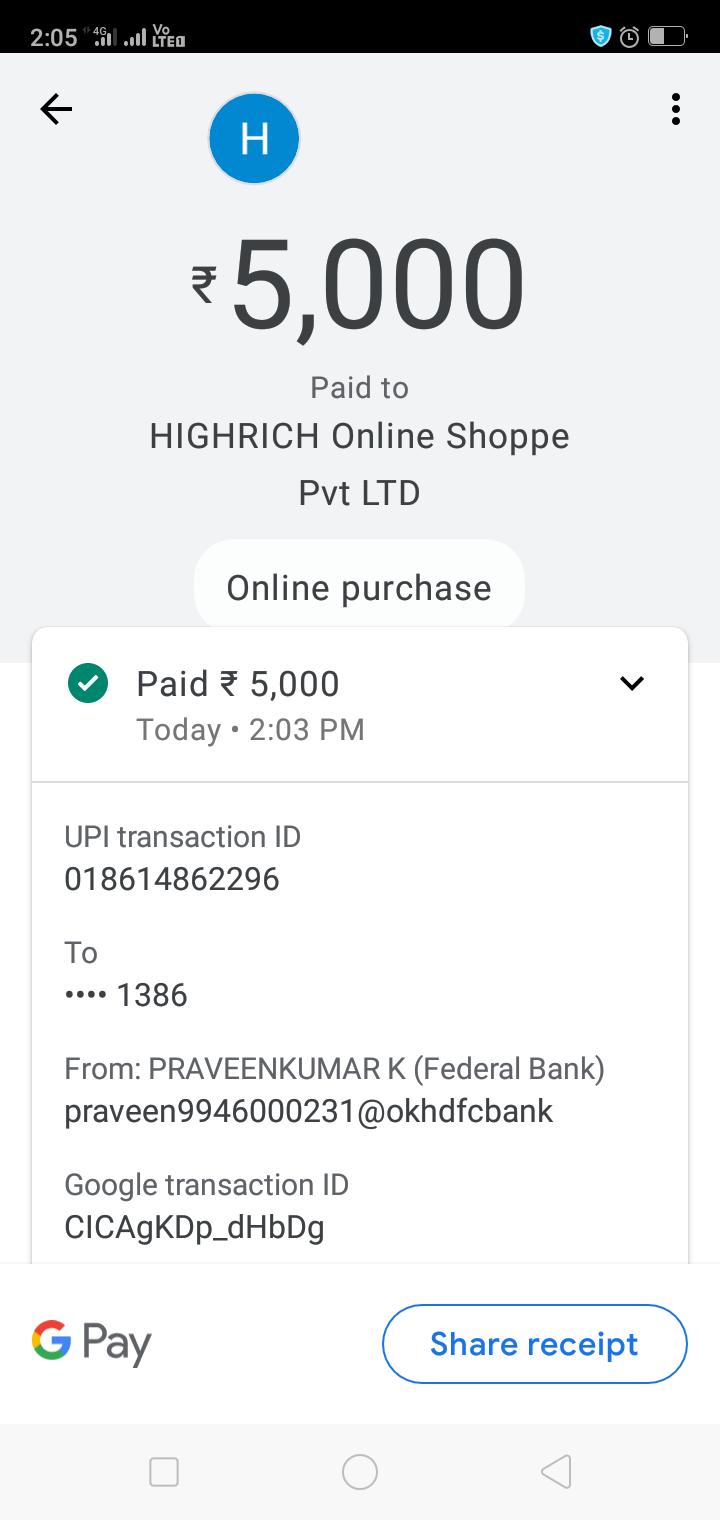 2:05 4G Vo LTE
H
₹5,000
Paid to
HIGHRICH Online Shoppe
Pvt LTD
Online purchase
Paid ₹ 5,000
Today • 2:03 PM
UPI transaction ID
018614862296
To
•••• 1386
From: PRAVEENKUMAR K (Federal Bank)
praveen9946000231@okhdfcbank
Google transaction ID
CICAgKDp_dHbDg
G Pay
Share receipt